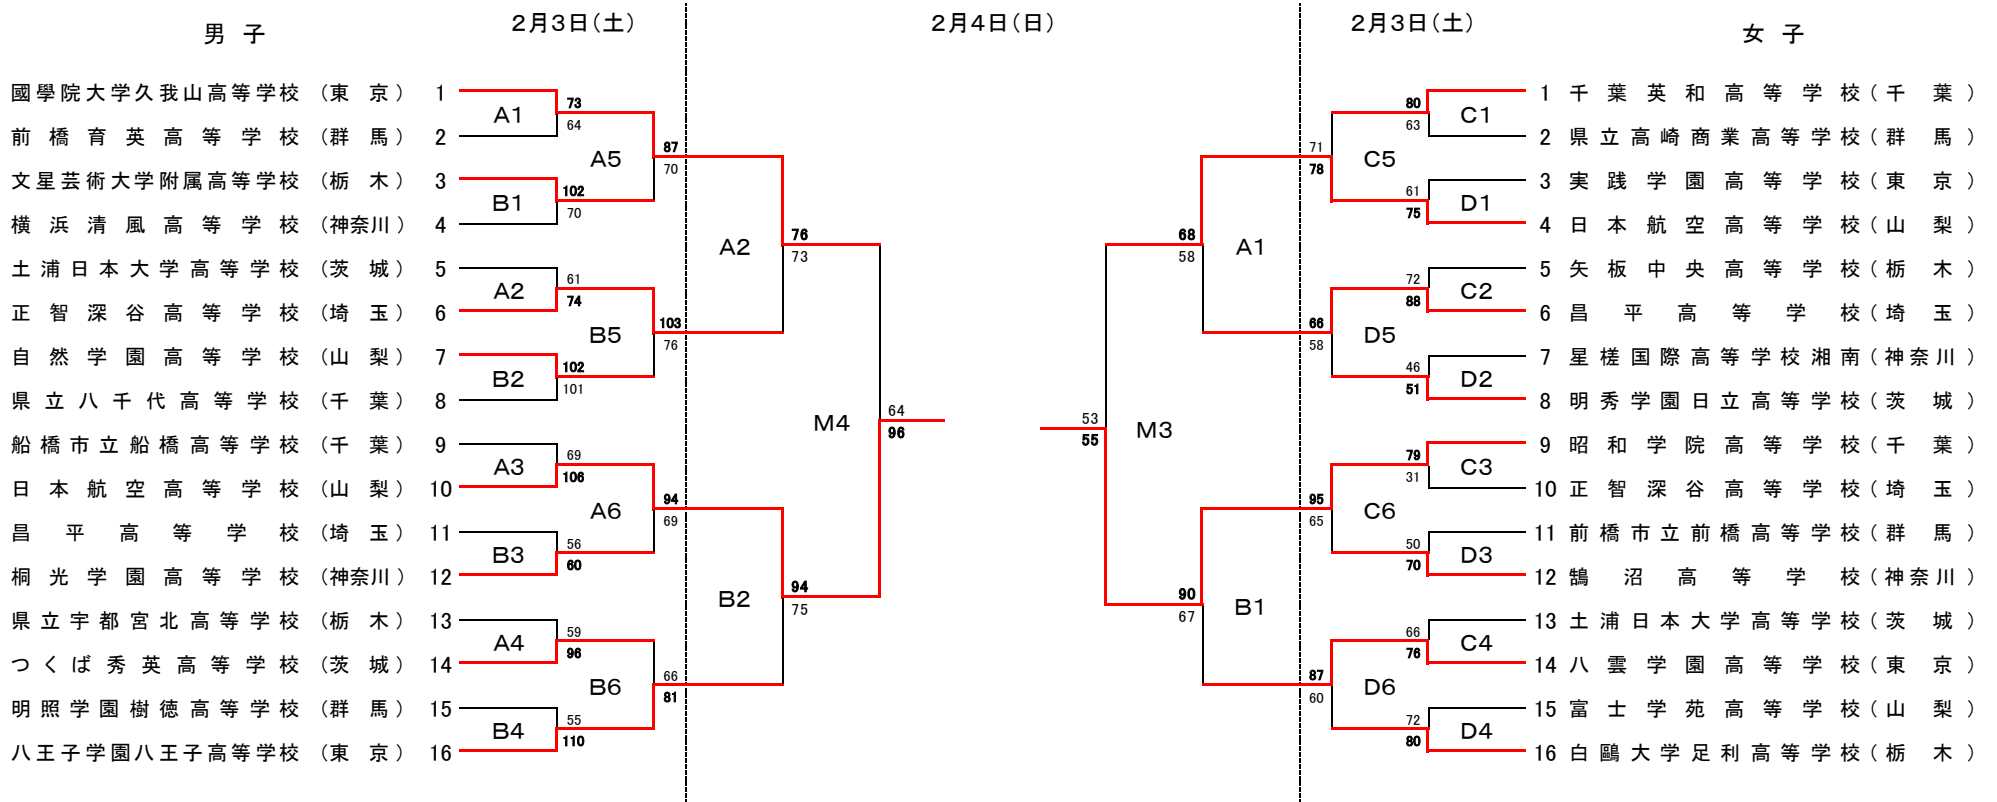 男子
2月3日(土)
2月4日(日)
2月3日(土)
女子
國學院大学久我山高等学校 (東京) 1
前橋育英高等学校 (群馬) 2
文星芸術大学附属高等学校 (栃木) 3
横浜清風高等学校 (神奈川) 4
土浦日本大学高等学校 (茨城) 5
正智深谷高等学校 (埼玉) 6
自然学園高等学校 (山梨) 7
県立八千代高等学校 (千葉) 8
船橋市立船橋高等学校 (千葉) 9
日本航空高等学校 (山梨) 10
昌平高等学校 (埼玉) 11
桐光学園高等学校 (神奈川) 12
県立宇都宮北高等学校 (栃木) 13
つくば秀英高等学校 (茨城) 14
明照学園樹徳高等学校 (群馬) 15
八王子学園八王子高等学校 (東京) 16
A1 73 64
B1 102 70
A2 61 74
B2 102 101
A3 69 106
B3 56 60
A4 59 96
B4 55 110
A5 87 70
B5 103 76
A6 94 69
B6 66 81
A2 76 73
B2 94 75
M4 64 96
53 55 M3
68 58 A1
90 67 B1
71 78 C5
66 58 D5
95 65 C6
87 60 D6
80 63 C1
61 75 D1
72 88 C2
46 51 D2
79 31 C3
50 70 D3
66 76 C4
72 80 D4
1 千葉英和高等学校(千葉)
2 県立高崎商業高等学校(群馬)
3 実践学園高等学校(東京)
4 日本航空高等学校(山梨)
5 矢板中央高等学校(栃木)
6 昌平高等学校(埼玉)
7 星槎国際高等学校湘南(神奈川)
8 明秀学園日立高等学校(茨城)
9 昭和学院高等学校(千葉)
10 正智深谷高等学校(埼玉)
11 前橋市立前橋高等学校(群馬)
12 鵠沼高等学校(神奈川)
13 土浦日本大学高等学校(茨城)
14 八雲学園高等学校(東京)
15 富士学苑高等学校(山梨)
16 白鷗大学足利高等学校(栃木)